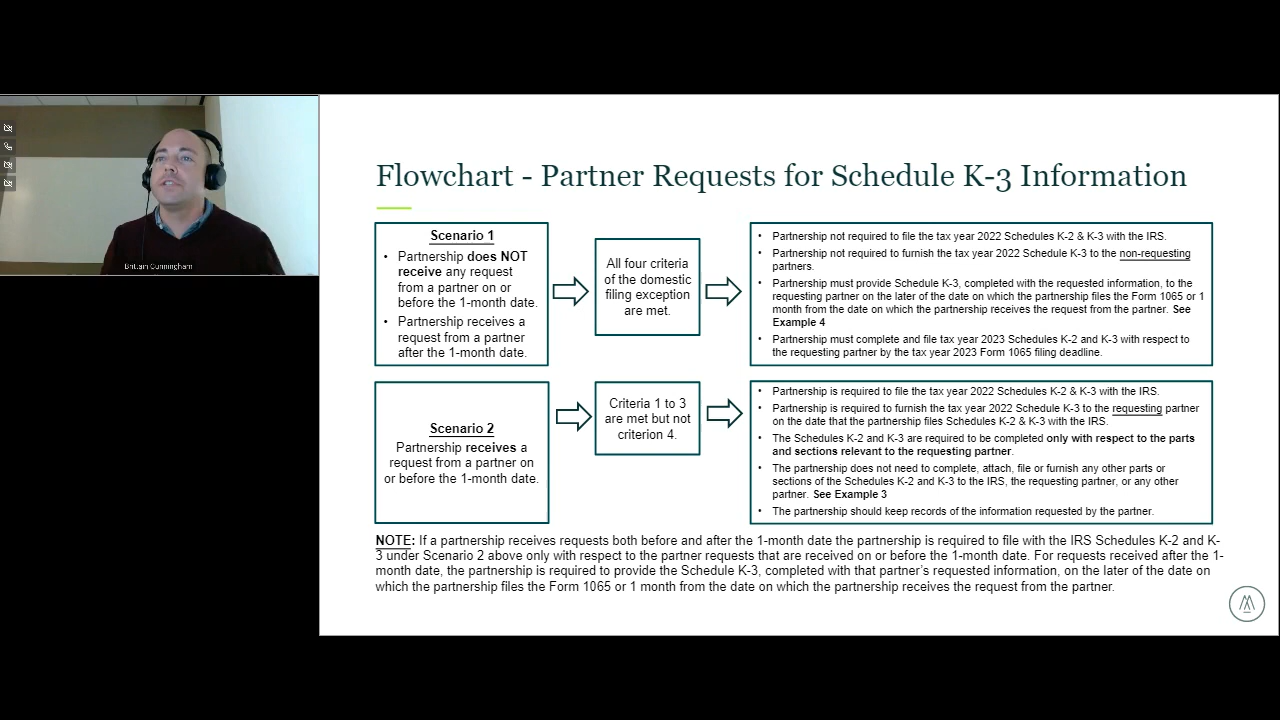 Brittain Cunningham
Flowchart - Partner Requests for Schedule K-3 Information
Scenario 1
• Partnership does NOT
receive any request
from a partner on or
before the 1-month date.
• Partnership receives a
request from a partner
after the 1-month date.
All four criteria
of the domestic
filing exception
are met.
• Partnership not required to file the tax year 2022 Schedules K-2 & K-3 with the IRS.
• Partnership not required to furnish the tax year 2022 Schedule K-3 to the non-requesting
partners.
• Partnership must provide Schedule K-3, completed with the requested information, to the
requesting partner on the later of the date on which the partnership files the Form 1065 or 1
month from the date on which the partnership receives the request from the partner. See
Example 4
• Partnership must complete and file tax year 2023 Schedules K-2 and K-3 with respect to
the requesting partner by the tax year 2023 Form 1065 filing deadline.
Scenario 2
Partnership receives a
request from a partner on
or before the 1-month date.
Criteria 1 to 3
are met but not
criterion 4.
• Partnership is required to file the tax year 2022 Schedules K-2 & K-3 with the IRS.
• Partnership is required to furnish the tax year 2022 Schedule K-3 to the requesting partner
on the date that the partnership files Schedules K-2 & K-3 with the IRS.
• The Schedules K-2 and K-3 are required to be completed only with respect to the parts
and sections relevant to the requesting partner.
• The partnership does not need to complete, attach, file or furnish any other parts or
sections of the Schedules K-2 and K-3 to the IRS, the requesting partner, or any other
partner. See Example 3
• The partnership should keep records of the information requested by the partner.
NOTE: If a partnership receives requests both before and after the 1-month date the partnership is required to file with the IRS Schedules K-2 and K-
3 under Scenario 2 above only with respect to the partner requests that are received on or before the 1-month date. For requests received after the 1-
month date, the partnership is required to provide the Schedule K-3, completed with that partner's requested information, on the later of the date on
which the partnership files the Form 1065 or 1 month from the date on which the partnership receives the request from the partner.